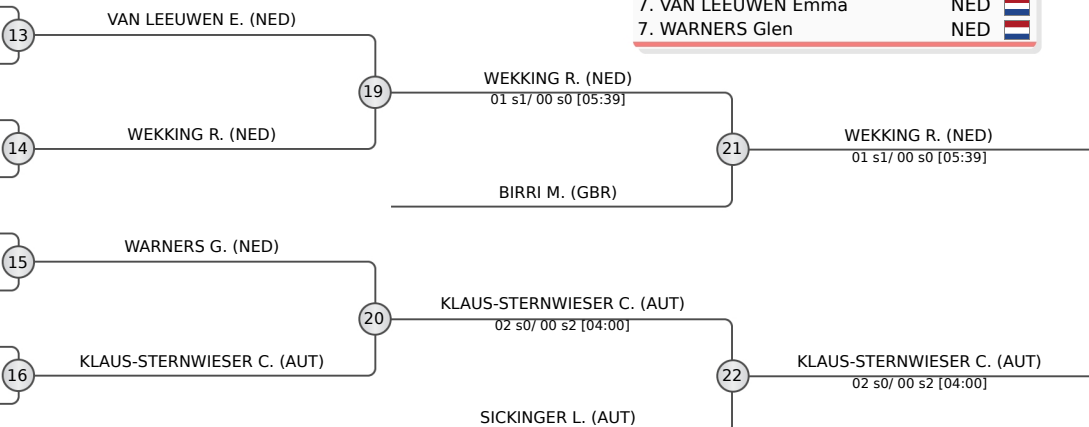 7. VAN LEEUWEN Emma NED
7. WARNERS Glen NED
VAN LEEUWEN E. (NED)
13
19
WEKKING R. (NED)
01 s1/ 00 s0 [05:39]
WEKKING R. (NED)
14
21
WEKKING R. (NED)
01 s1/ 00 s0 [05:39]
BIRRI M. (GBR)
WARNERS G. (NED)
15
20
KLAUS-STERNWIESER C. (AUT)
02 s0/ 00 s2 [04:00]
KLAUS-STERNWIESER C. (AUT)
16
22
KLAUS-STERNWIESER C. (AUT)
02 s0/ 00 s2 [04:00]
SICKINGER L. (AUT)